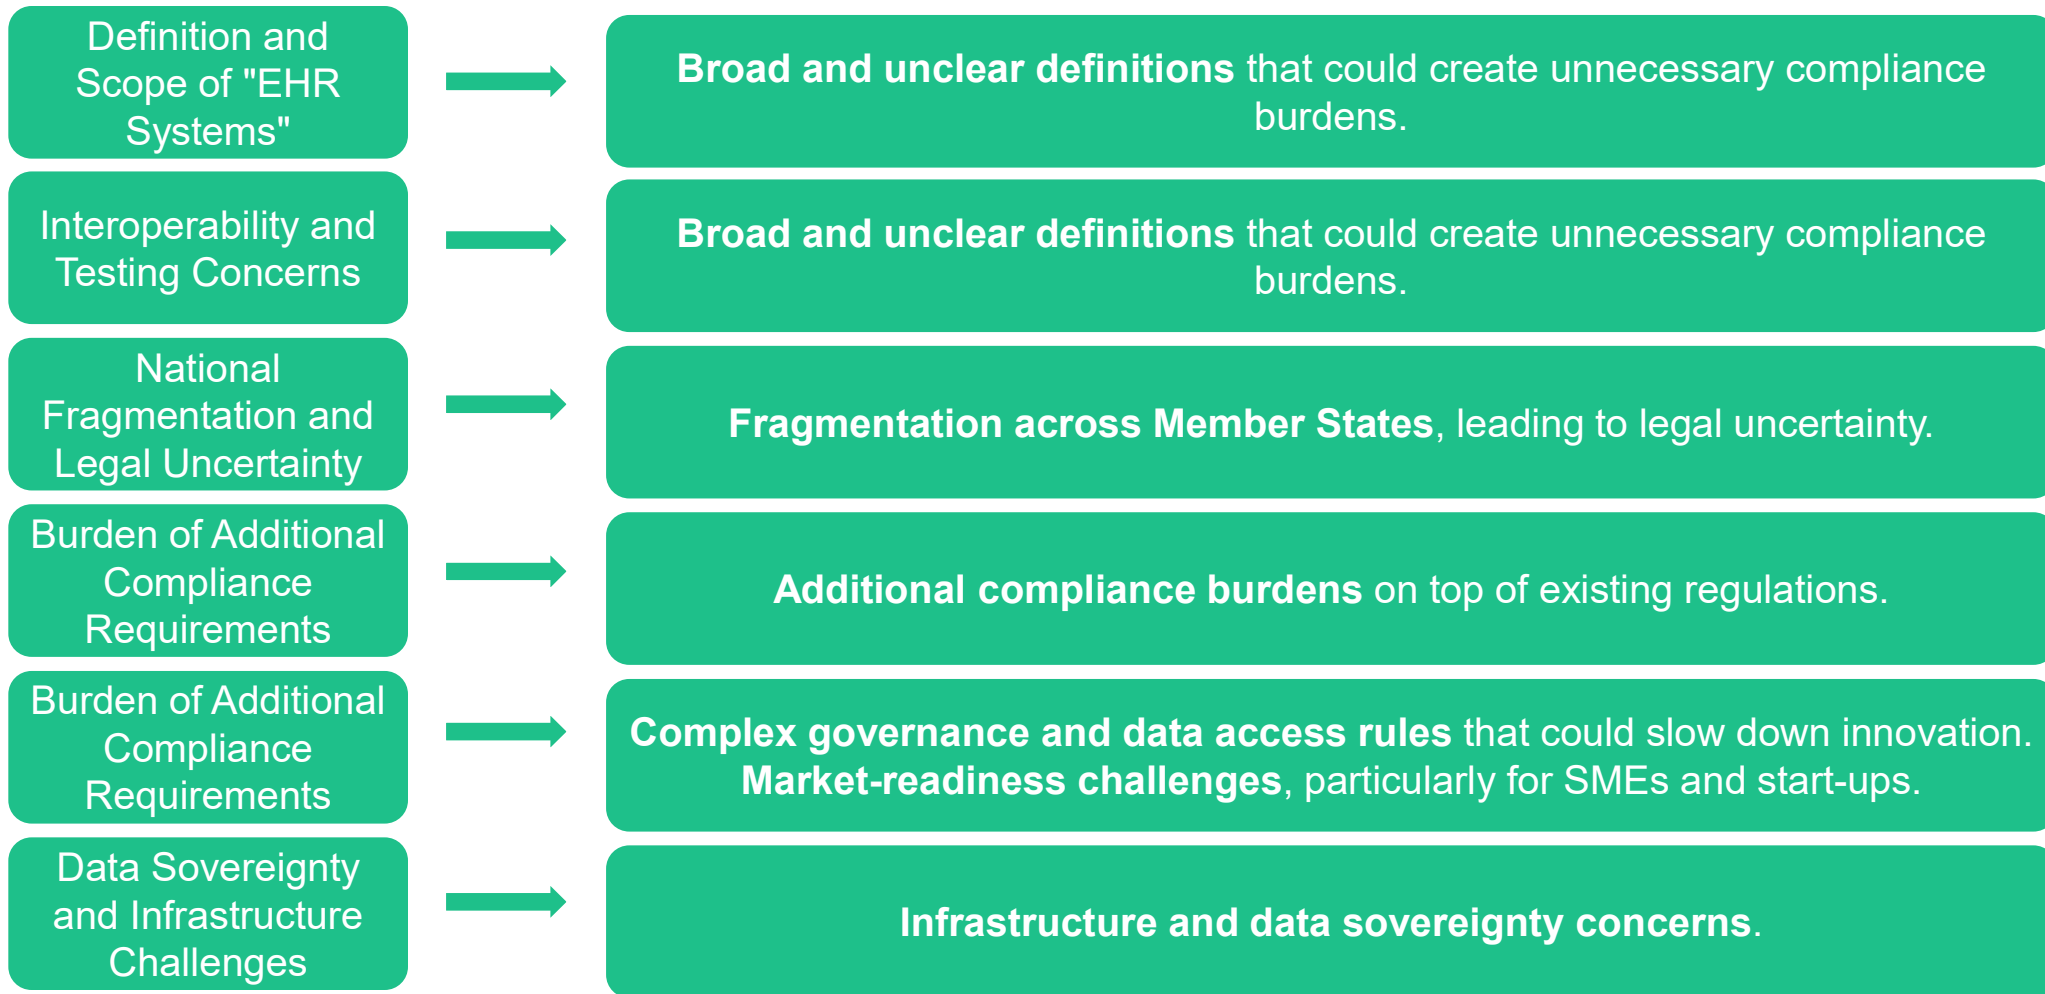 Definition and
Scope of "EHR
Systems"
Broad and unclear definitions that could create unnecessary compliance
burdens.
Interoperability and
Testing Concerns
Broad and unclear definitions that could create unnecessary compliance
burdens.
National
Fragmentation and
Legal Uncertainty
Fragmentation across Member States, leading to legal uncertainty.
Burden of Additional
Compliance
Requirements
Additional compliance burdens on top of existing regulations.
Burden of Additional
Compliance
Requirements
Complex governance and data access rules that could slow down innovation.
Market-readiness challenges, particularly for SMEs and start-ups.
Data Sovereignty
and Infrastructure
Challenges
Infrastructure and data sovereignty concerns.